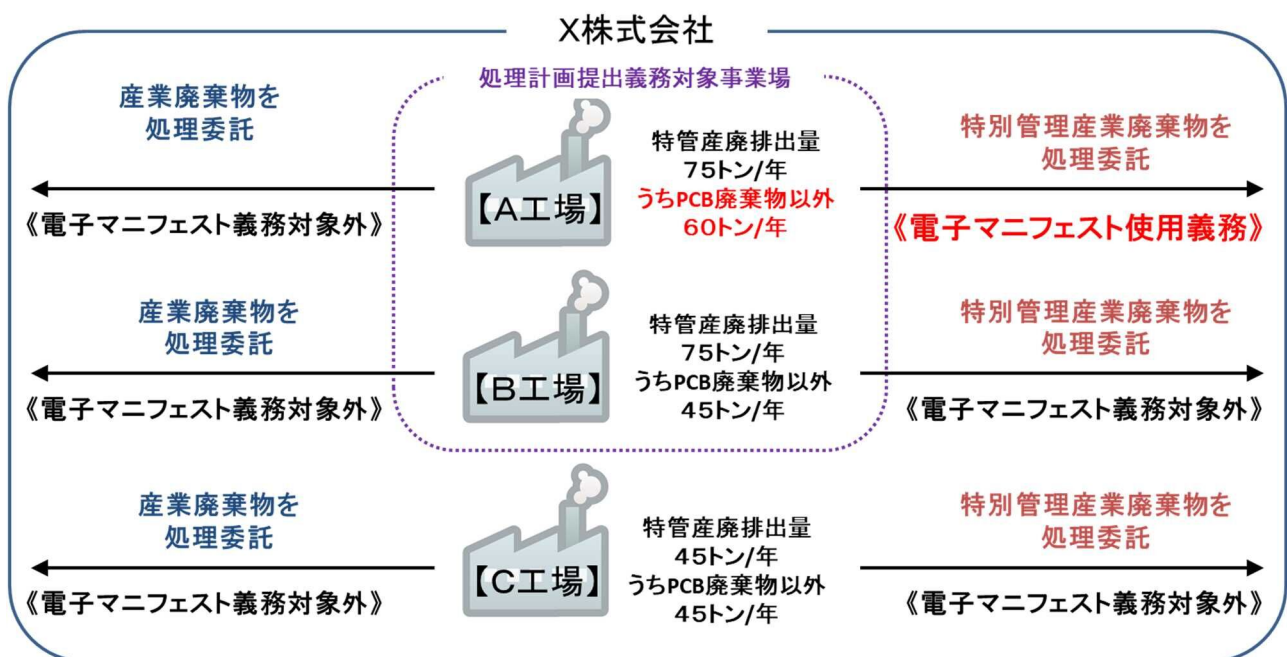 X株式会社
処理計画提出義務対象事業場
産業廃棄物を
処理委託
《電子マニフェスト義務対象外》
【A工場】
特管産廃排出量
75トン/年
うちPCB廃棄物以外
60トン/年
特別管理産業廃棄物を
処理委託
《電子マニフェスト使用義務》
産業廃棄物を
処理委託
《電子マニフェスト義務対象外》
【B工場】
特管産廃排出量
75トン/年
うちPCB廃棄物以外
45トン/年
特別管理産業廃棄物を
処理委託
《電子マニフェスト義務対象外》
産業廃棄物を
処理委託
《電子マニフェスト義務対象外》
【C工場】
特管産廃排出量
45トン/年
うちPCB廃棄物以外
45トン/年
特別管理産業廃棄物を
処理委託
《電子マニフェスト義務対象外》